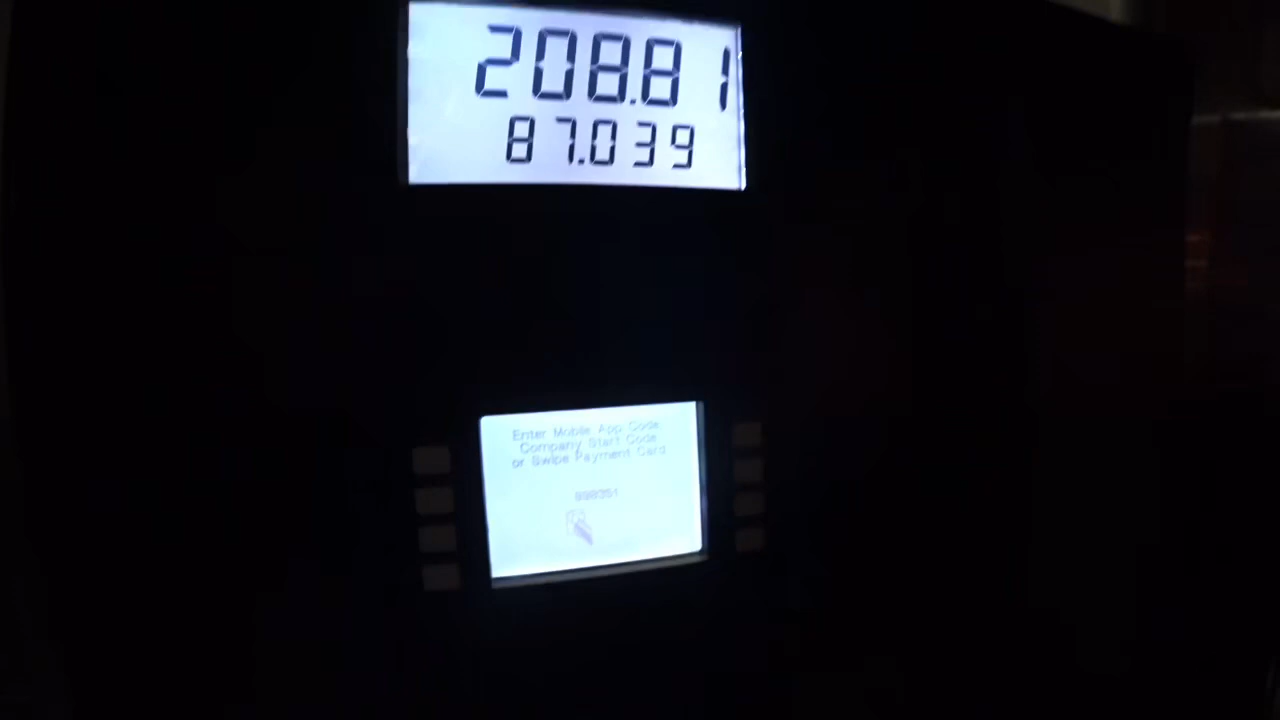 208.81
87.039
Enter Mobile App Code,
Company Start Code
or Swipe Payment Card